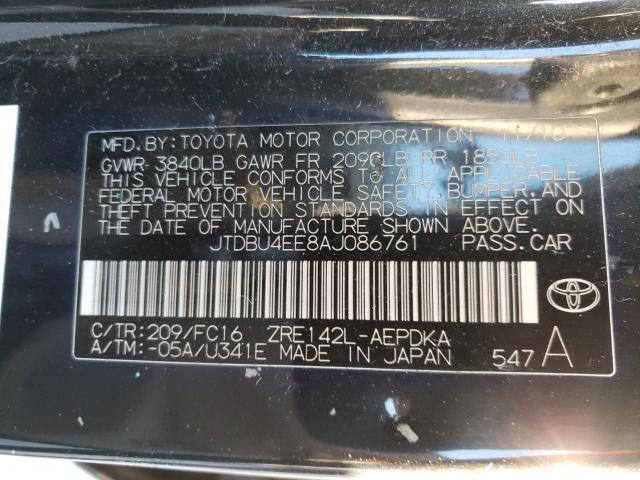 MFD.BY:TOYOTA MOTOR CORPORATION 11/10
GVWR 3840LB GAWR FR 2090LB RR 1850LB
THIS VEHICLE CONFORMS TO ALL APPLICABLE
FEDERAL MOTOR VEHICLE SAFETY, BUMPER, AND
THEFT PREVENTION STANDARDS IN EFFECT ON
THE DATE OF MANUFACTURE SHOWN ABOVE.
JTDBU4EE8AJ086761 PASS.CAR
C/TR:209/FC16 ZRE142L-AEPDKA
A/TM:-05A/U341E MADE IN JAPAN 547 A